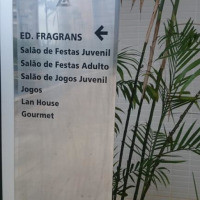 ED. FRAGRANS
Salão de Festas Juvenil
Salão de Festas Adulto
Salão de Jogos Juvenil
Jogos
Lan House
Gourmet